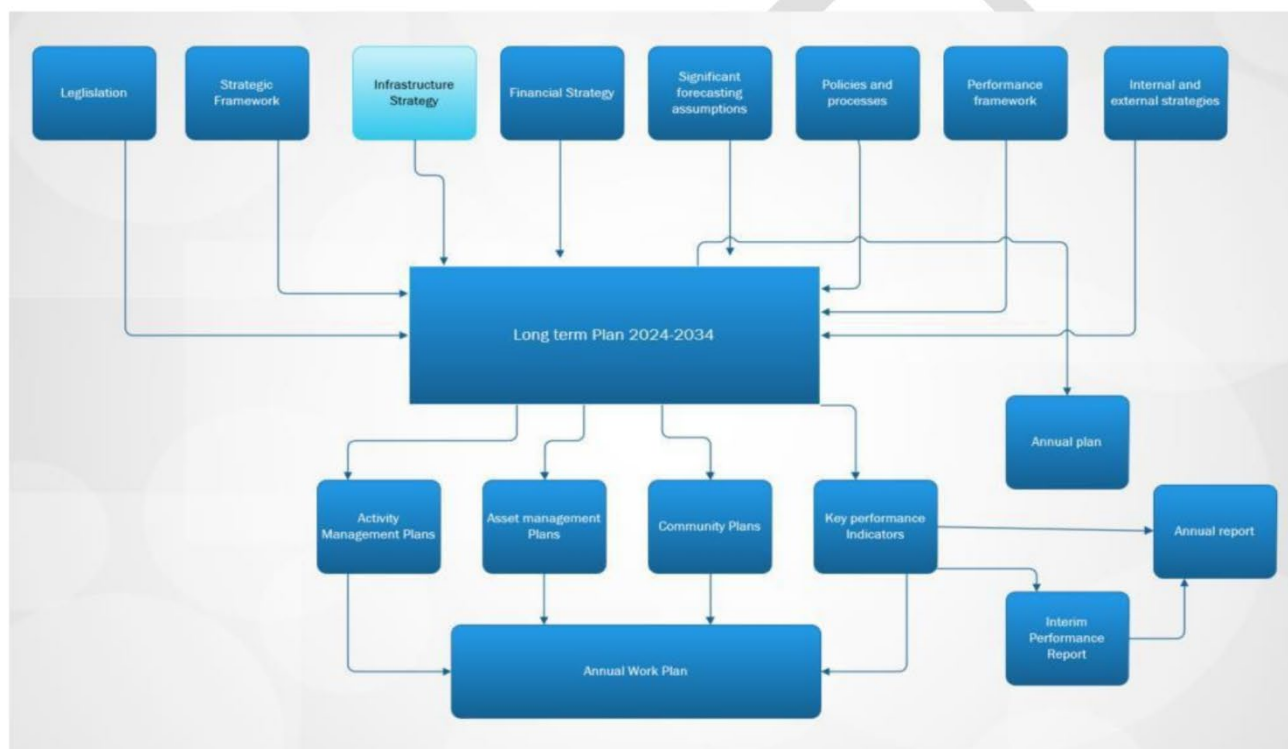 Leglislation
Strategic
Framework
Infrastructure
Strategy
Financial Strategy
Significant
forecasting
assumptions
Policies and
processes
Performance
framework
Internal and
external strategies
Long term Plan 2024-2034
Annual plan
Activity
Management Plans
Asset management
Plans
Community Plans
Key performance
Indicators
Annual report
Interim
Performance
Report
Annual Work Plan